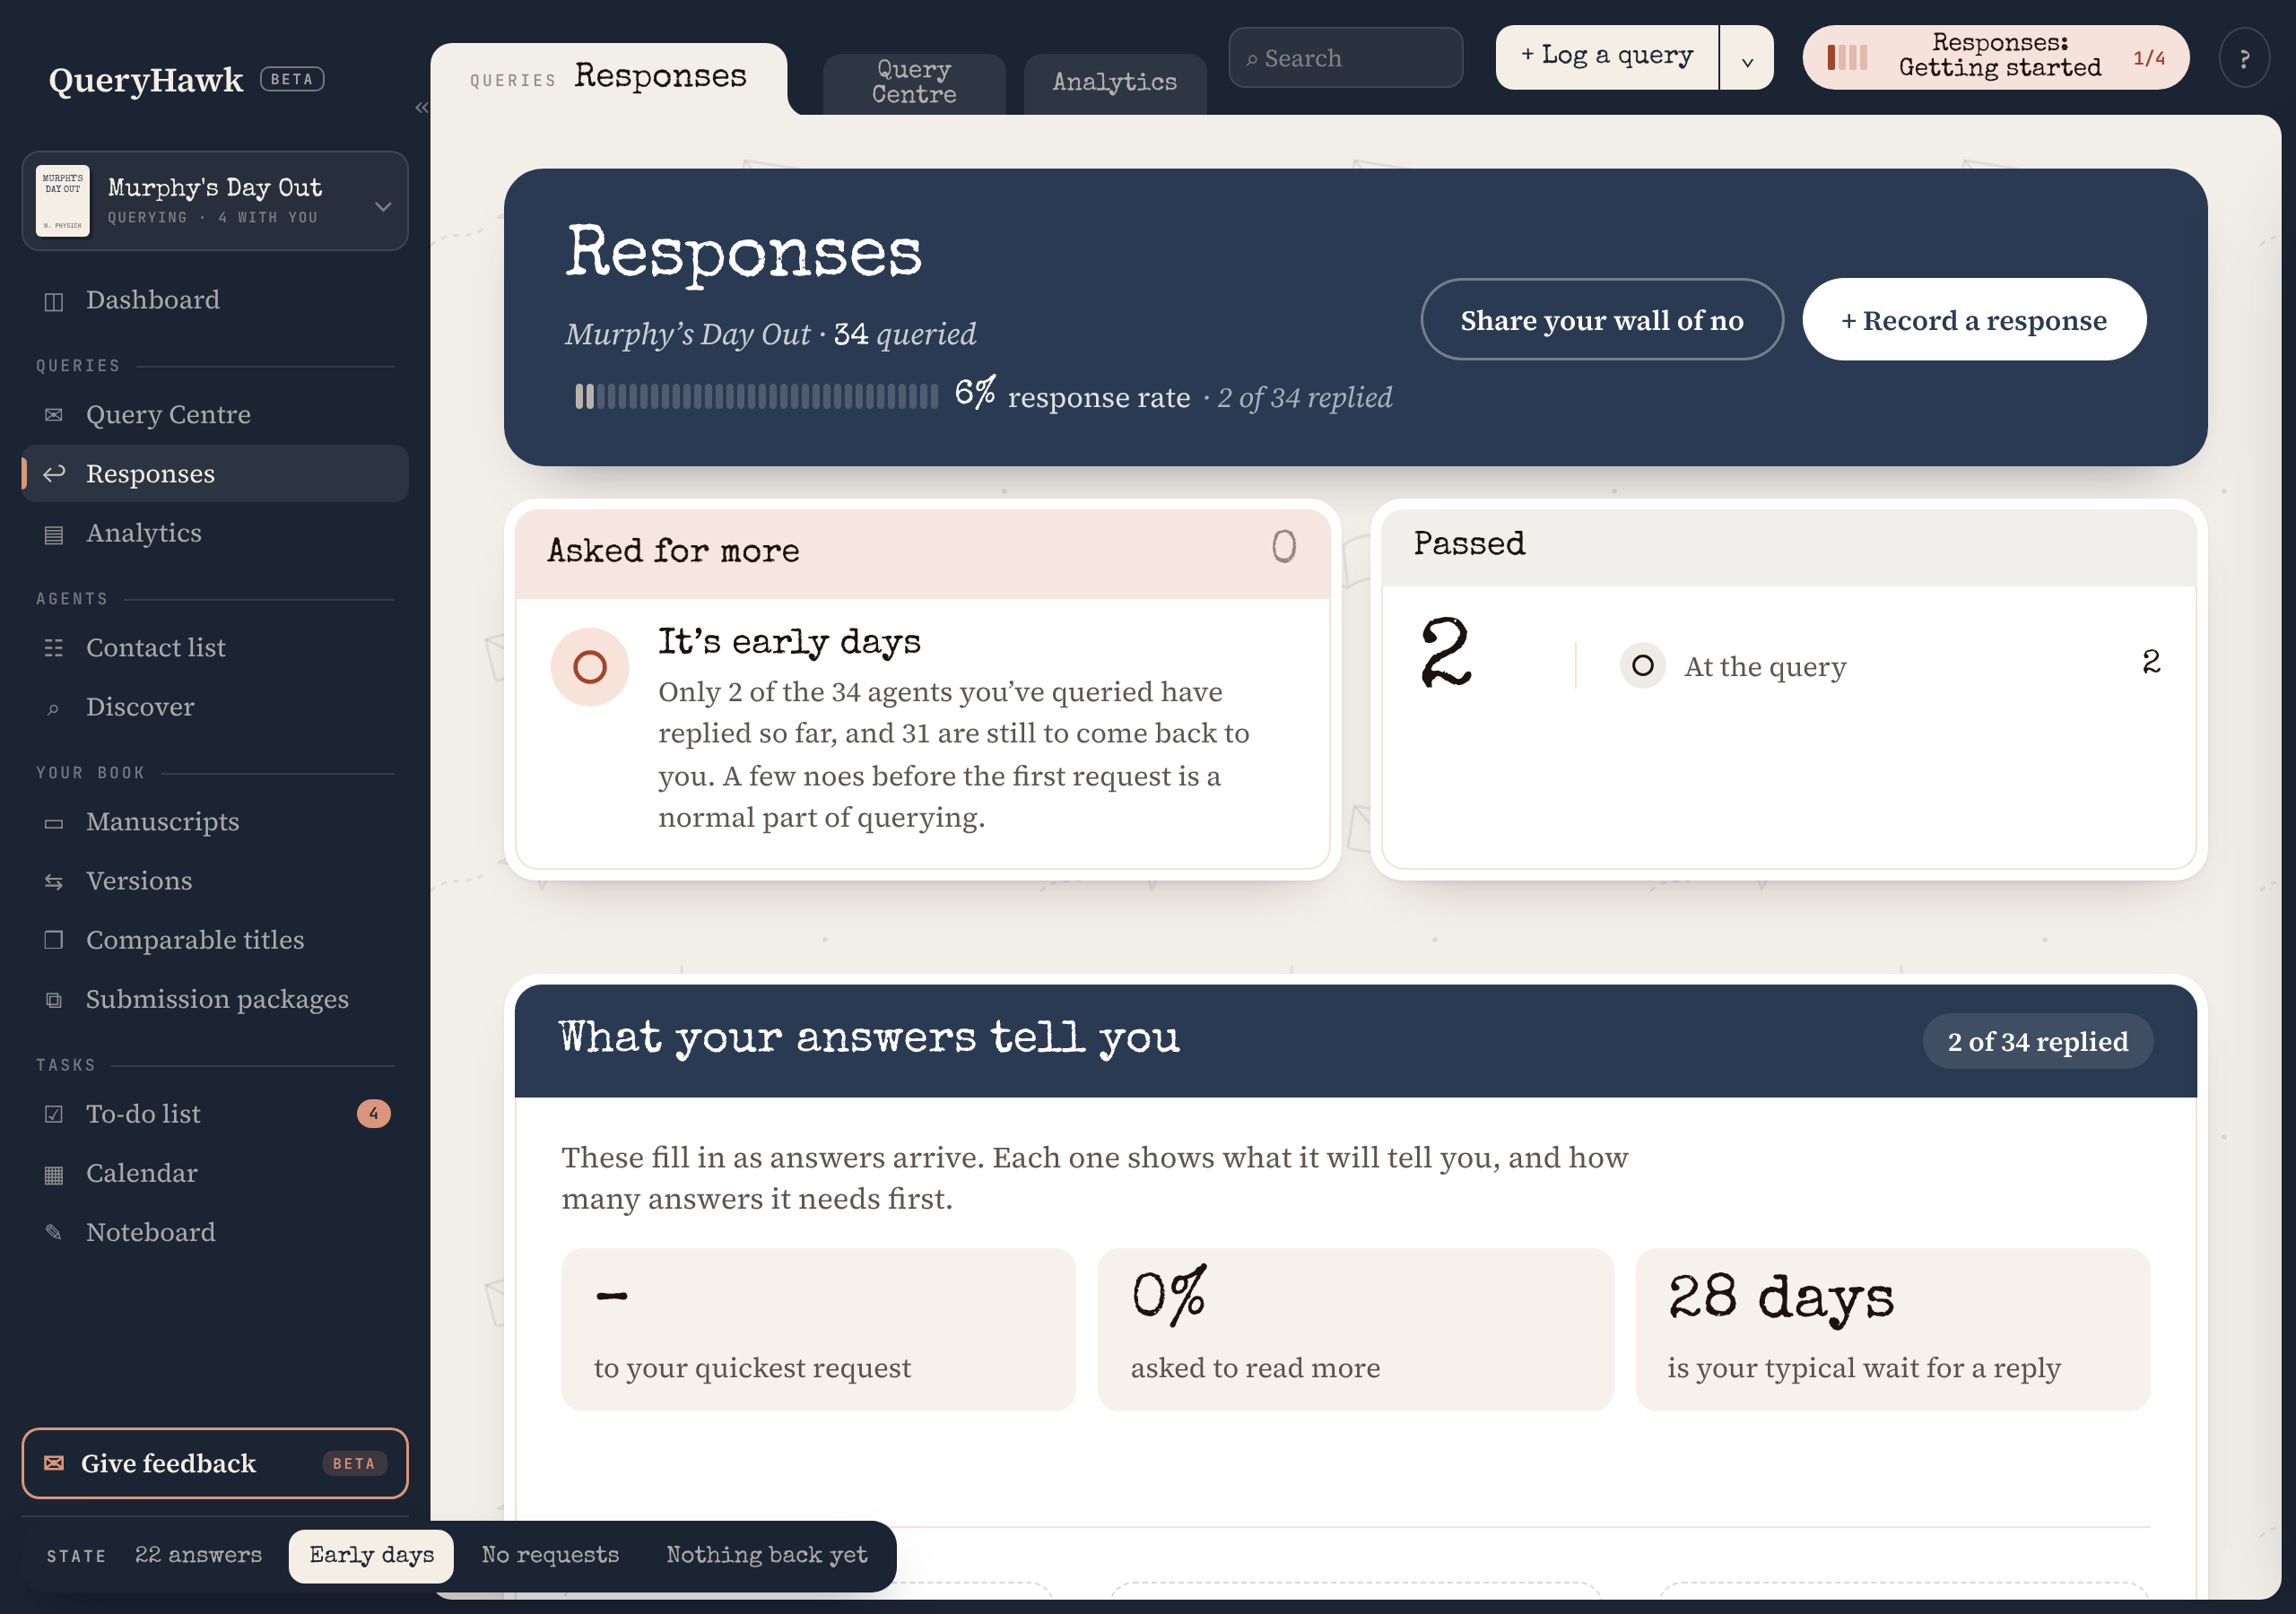 QueryHawk BETA
«
MURPHY'S
DAY OUT
N. PHYSICK
Murphy's Day Out
QUERYING · 4 WITH YOU
Dashboard
QUERIES
Query Centre
Responses
Analytics
AGENTS
Contact list
Discover
YOUR BOOK
Manuscripts
Versions
Comparable titles
Submission packages
TASKS
To-do list 4
Calendar
Noteboard
Give feedback BETA
QUERIES Responses
Query
Centre
Analytics
Search
+ Log a query
Responses:
Getting started
1/4
?
Responses
Murphy’s Day Out · 34 queried
6% response rate · 2 of 34 replied
Share your wall of no
+ Record a response
Asked for more 0
It’s early days
Only 2 of the 34 agents you’ve queried have
replied so far, and 31 are still to come back to
you. A few noes before the first request is a
normal part of querying.
Passed
2
At the query 2
What your answers tell you
2 of 34 replied
These fill in as answers arrive. Each one shows what it will tell you, and how
many answers it needs first.
–
to your quickest request
0%
asked to read more
28 days
is your typical wait for a reply
STATE 22 answers Early days No requests Nothing back yet